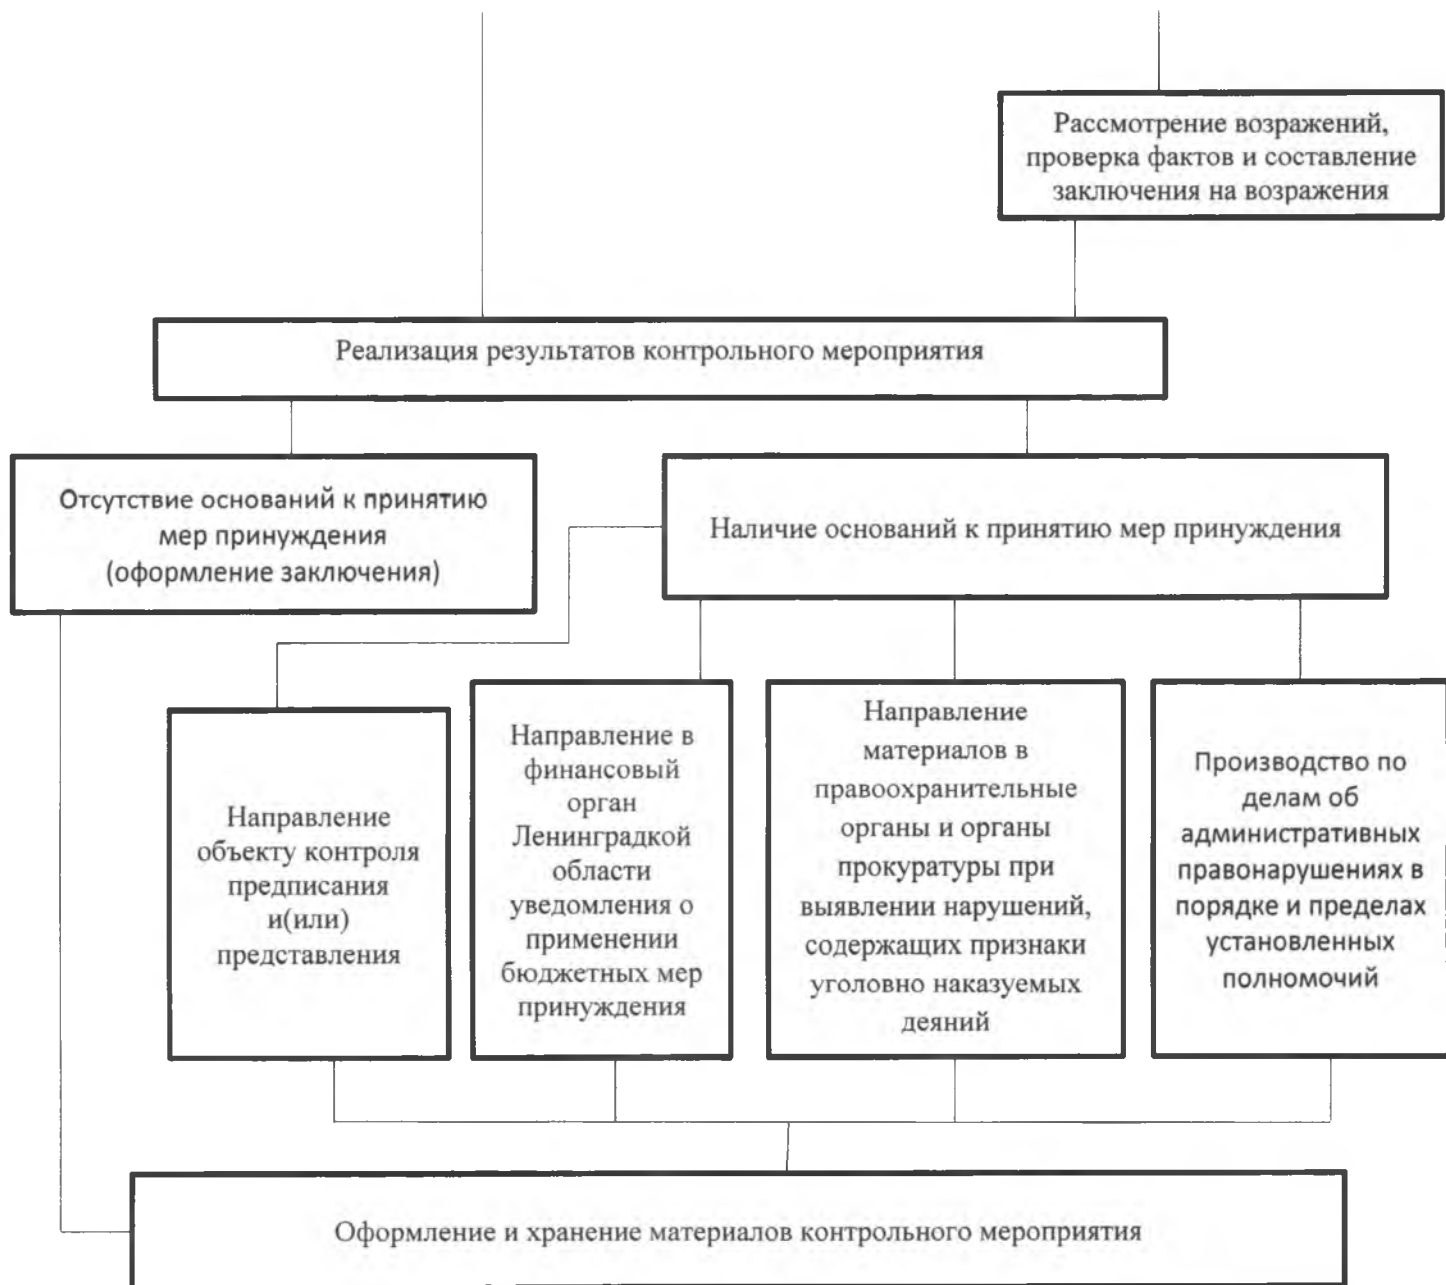 Рассмотрение возражений,
проверка фактов и составление
заключения на возражения
Реализация результатов контрольного мероприятия
Отсутствие оснований к принятию
мер принуждения
(оформление заключения)
Наличие оснований к принятию мер принуждения
Направление
объекту контроля
предписания
и(или)
представления
Направление в
финансовый
орган
Ленинградкой
области
уведомления о
применении
бюджетных мер
принуждения
Направление
материалов в
правоохранительные
органы и органы
прокуратуры при
выявлении нарушений,
содержащих признаки
уголовно наказуемых
деяний
Производство по
делам об
административных
правонарушениях в
порядке и пределах
установленных
полномочий
Оформление и хранение материалов контрольного мероприятия